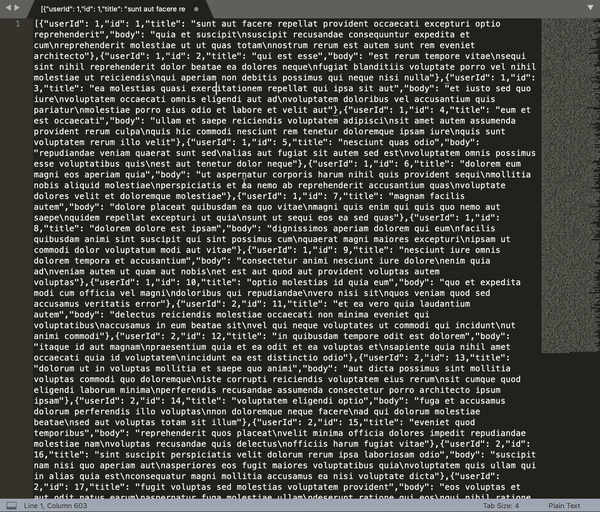 [{"userId": 1,"id": 1,"title": "sunt aut facere re
1
[{"userId": 1,"id": 1,"title": "sunt aut facere repellat provident occaecati excepturi optio
reprehenderit","body": "quia et suscipit\nsuscipit recusandae consequuntur expedita et
cum\nreprehenderit molestiae ut ut quas totam\nnostrum rerum est autem sunt rem eveniet
architecto"},{"userId": 1,"id": 2,"title": "qui est esse","body": "est rerum tempore vitae\nsequi
sint nihil reprehenderit dolor beatae ea dolores neque\nfugiat blanditiis voluptate porro vel nihil
molestiae ut reiciendis\nqui aperiam non debitis possimus qui neque nisi nulla"},{"userId": 1,"id":
3,"title": "ea molestias quasi exercitationem repellat qui ipsa sit aut","body": "et iusto sed quo
iure\nvoluptatem occaecati omnis eligendi aut ad\nvoluptatem doloribus vel accusantium quis
pariatur\nmolestiae porro eius odio et labore et velit aut"},{"userId": 1,"id": 4,"title": "eum et
est occaecati","body": "ullam et saepe reiciendis voluptatem adipisci\nsit amet autem assumenda
provident rerum culpa\nquis hic commodi nesciunt rem tenetur doloremque ipsam iure\nquis sunt
voluptatem rerum illo velit"},{"userId": 1,"id": 5,"title": "nesciunt quas odio","body":
"repudiandae veniam quaerat sunt sed\nalias aut fugiat sit autem sed est\nvoluptatem omnis possimus
esse voluptatibus quis\nest aut tenetur dolor neque"},{"userId": 1,"id": 6,"title": "dolorem eum
magni eos aperiam quia","body": "ut aspernatur corporis harum nihil quis provident sequi\nmollitia
nobis aliquid molestiae\nperspiciatis et ea nemo ab reprehenderit accusantium quas\nvoluptate
dolores velit et doloremque molestiae"},{"userId": 1,"id": 7,"title": "magnam facilis
autem","body": "dolore placeat quibusdam ea quo vitae\nmagni quis enim qui quis quo nemo aut
saepe\nquidem repellat excepturi ut quia\nsunt ut sequi eos ea sed quas"},{"userId": 1,"id":
8,"title": "dolorem dolore est ipsam","body": "dignissimos aperiam dolorem qui eum\nfacilis
quibusdam animi sint suscipit qui sint possimus cum\nquaerat magni maiores excepturi\nipsam ut
commodi dolor voluptatum modi aut vitae"},{"userId": 1,"id": 9,"title": "nesciunt iure omnis
dolorem tempora et accusantium","body": "consectetur animi nesciunt iure dolore\nenim quia
ad\nveniam autem ut quam aut nobis\net est aut quod aut provident voluptas autem
voluptas"},{"userId": 1,"id": 10,"title": "optio molestias id quia eum","body": "quo et expedita
modi cum officia vel magni\ndoloribus qui repudiandae\nvero nisi sit\nquos veniam quod sed
accusamus veritatis error"},{"userId": 2,"id": 11,"title": "et ea vero quia laudantium
autem","body": "delectus reiciendis molestiae occaecati non minima eveniet qui
voluptatibus\naccusamus in eum beatae sit\nvel qui neque voluptates ut commodi qui incidunt\nut
animi commodi"},{"userId": 2,"id": 12,"title": "in quibusdam tempore odit est dolorem","body":
"itaque id aut magnam\npraesentium quia et ea odit et ea voluptas et\nsapiente quia nihil amet
occaecati quia id voluptatem\nincidunt ea est distinctio odio"},{"userId": 2,"id": 13,"title":
"dolorum ut in voluptas mollitia et saepe quo animi","body": "aut dicta possimus sint mollitia
voluptas commodi quo doloremque\niste corrupti reiciendis voluptatem eius rerum\nsit cumque quod
eligendi laborum minima\nperferendis recusandae assumenda consectetur porro architecto ipsum
ipsam"},{"userId": 2,"id": 14,"title": "voluptatem eligendi optio","body": "fuga et accusamus
dolorum perferendis illo voluptas\nnon doloremque neque facere\nad qui dolorum molestiae
beatae\nsed aut voluptas totam sit illum"},{"userId": 2,"id": 15,"title": "eveniet quod
temporibus","body": "reprehenderit quos placeat\nvelit minima officia dolores impedit repudiandae
molestiae nam\nvoluptas recusandae quis delectus\nofficiis harum fugiat vitae"},{"userId": 2,"id":
16,"title": "sint suscipit perspiciatis velit dolorum rerum ipsa laboriosam odio","body": "suscipit
nam nisi quo aperiam aut\nasperiores eos fugit maiores voluptatibus quia\nvoluptatem quis ullam qui
in alias quia est\nconsequatur magni mollitia accusamus ea nisi voluptate dicta"},{"userId": 2,"id":
2,"id": 17,"title": "fugit voluptas sed molestias voluptatem provident","body": "eos voluptas et
aut odit natus earum\naspernatur fuga molestiae ullam\ndeserunt ratione qui eos\nqui nihil ratione
Line 1, Column 603
Tab Size: 4
Plain Text